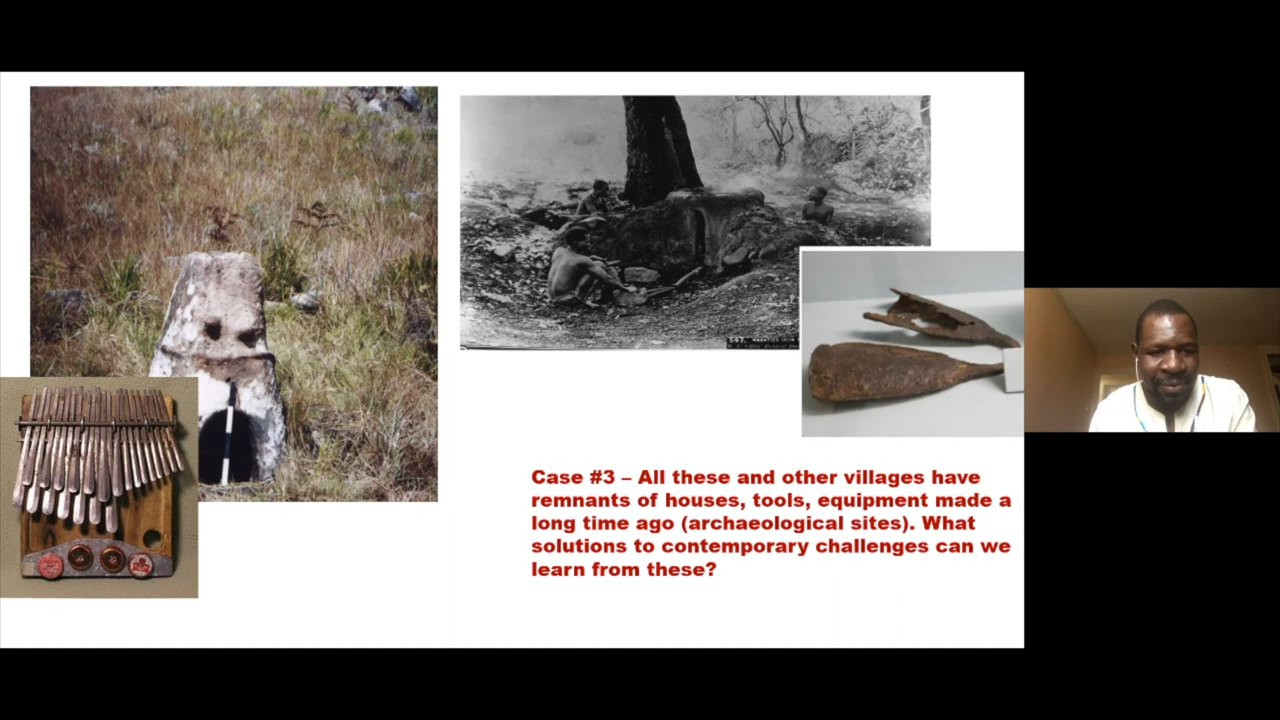 547.
Case #3 – All these and other villages have
remnants of houses, tools, equipment made a
long time ago (archaeological sites). What
solutions to contemporary challenges can we
learn from these?